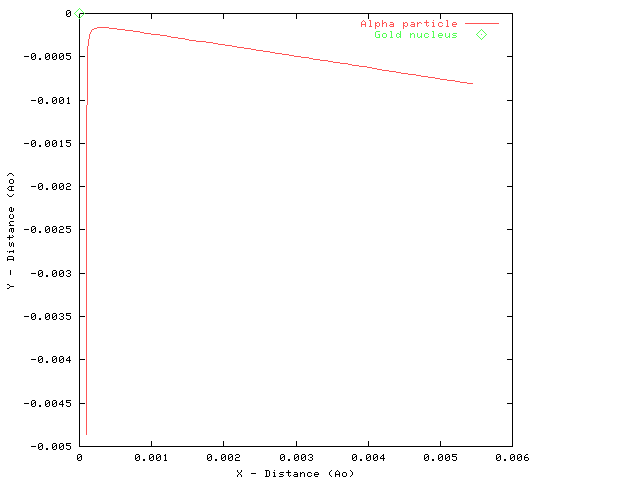 Alpha particle
Gold nucleus
0
-0.0005
-0.001
-0.0015
-0.002
-0.0025
-0.003
-0.0035
-0.004
-0.0045
-0.005
Y - Distance (Ao)
0 0.001 0.002 0.003 0.004 0.005 0.006
X - Distance (Ao)